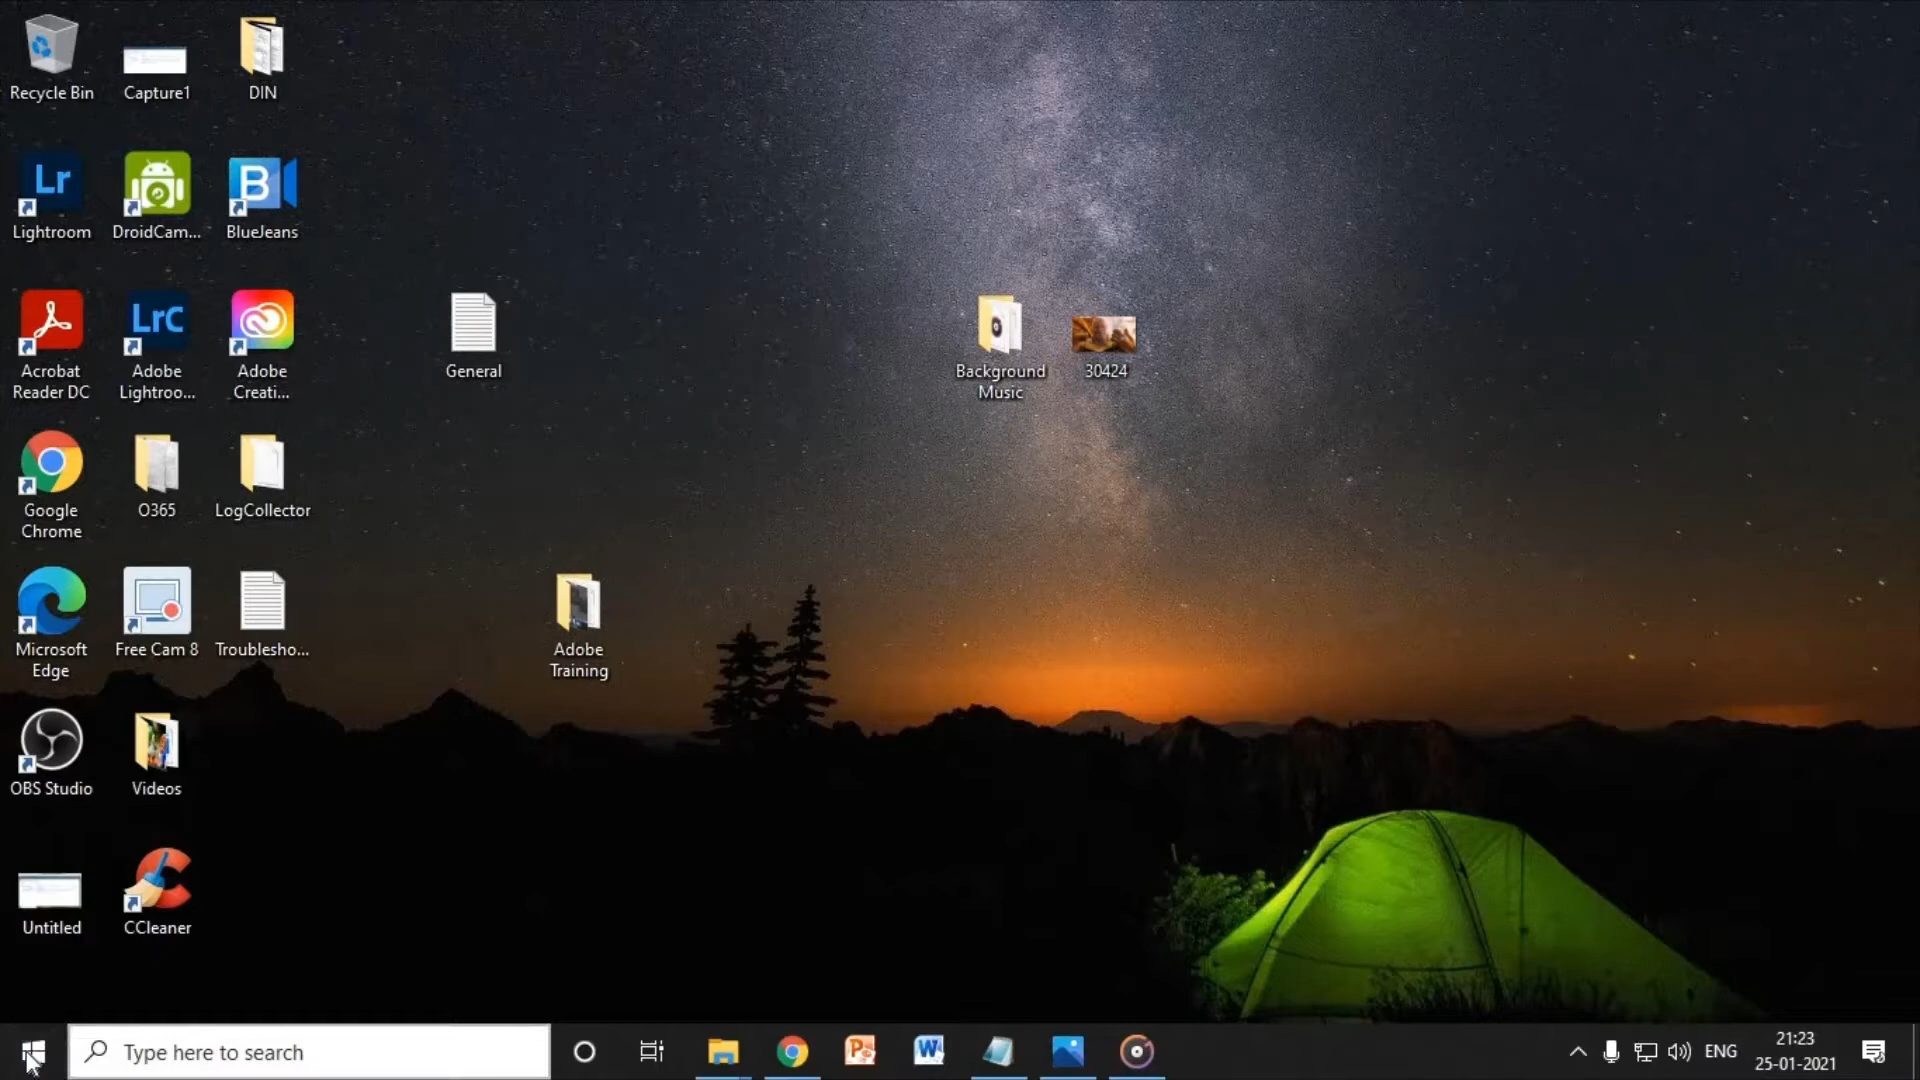 Recycle Bin
Capture1
DIN
Lr
Lightroom
DroidCam...
B
BlueJeans
Acrobat
Reader DC
LrC
Adobe
Lightroo...
Adobe
Creati...
General
Background
Music
30424
Google
Chrome
O365
LogCollector
Microsoft
Edge
Free Cam 8
Troublesho...
Adobe
Training
OBS Studio
Videos
Untitled
CCleaner
Type here to search
P
W
ENG
21:23
25-01-2021